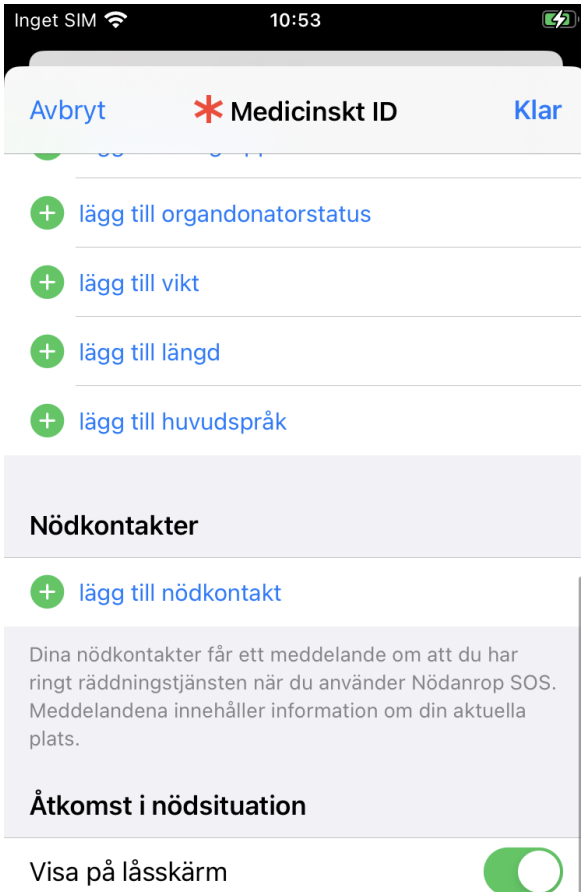 Inget SIM
10:53
Avbryt
Medicinskt ID
Klar
lägg till organdonatorstatus
lägg till vikt
lägg till längd
lägg till huvudspråk
Nödkontakter
lägg till nödkontakt
Dina nödkontakter får ett meddelande om att du har
ringt räddningstjänsten när du använder Nödanrop SOS.
Meddelandena innehåller information om din aktuella
plats.
Åtkomst i nödsituation
Visa på låsskärm